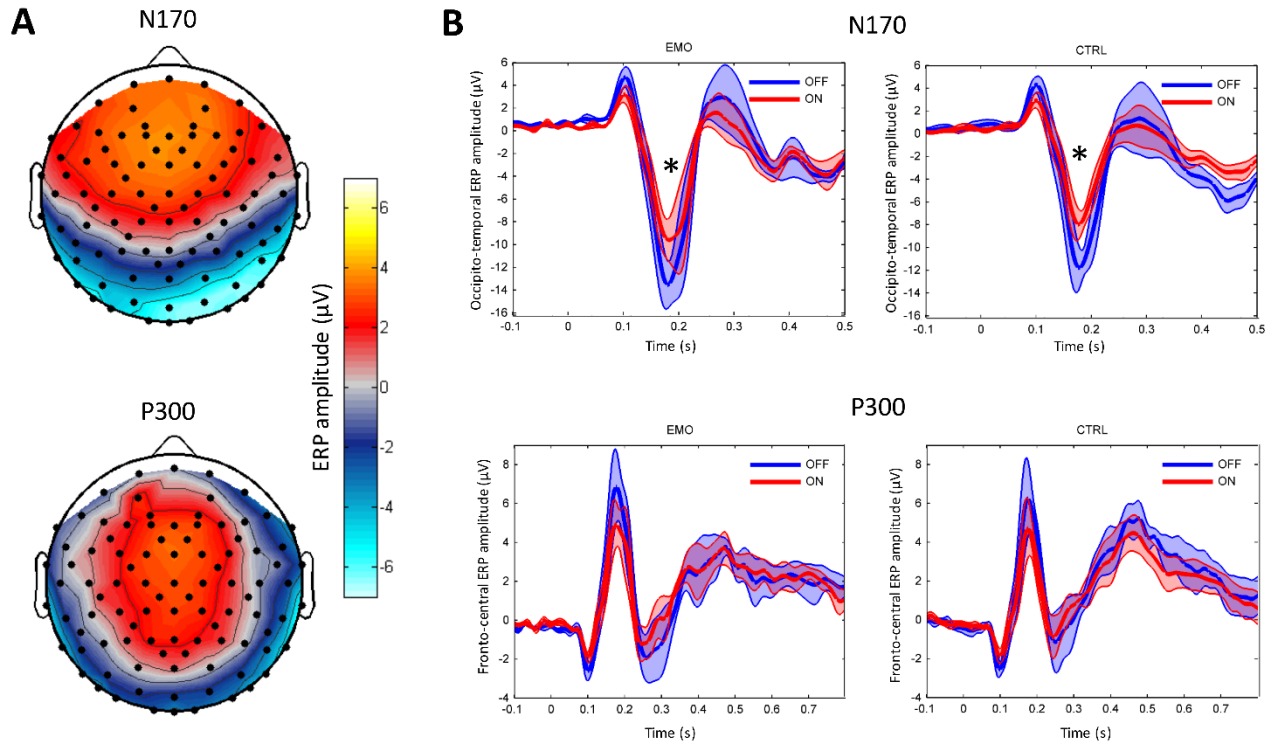 A
N170
6
4
2
0
-2
-4
-6
ERP amplitude (µV)
P300
B
N170
EMO
OFF
ON
*
6
4
2
0
-2
-4
-6
-8
-10
-12
-14
-16
Occipito-temporal ERP amplitude (µV)
-0.1 0 0.1 0.2 0.3 0.4 0.5
Time (s)
CTRL
OFF
ON
*
6
4
2
0
-2
-4
-6
-8
-10
-12
-14
-16
Occipito-temporal ERP amplitude (µV)
-0.1 0 0.1 0.2 0.3 0.4 0.5
Time (s)
P300
EMO
OFF
ON
8
6
4
2
0
-2
-4
Fronto-central ERP amplitude (µV)
-0.1 0 0.1 0.2 0.3 0.4 0.5 0.6 0.7
Time (s)
CTRL
OFF
ON
8
6
4
2
0
-2
-4
Fronto-central ERP amplitude (µV)
-0.1 0 0.1 0.2 0.3 0.4 0.5 0.6 0.7
Time (s)